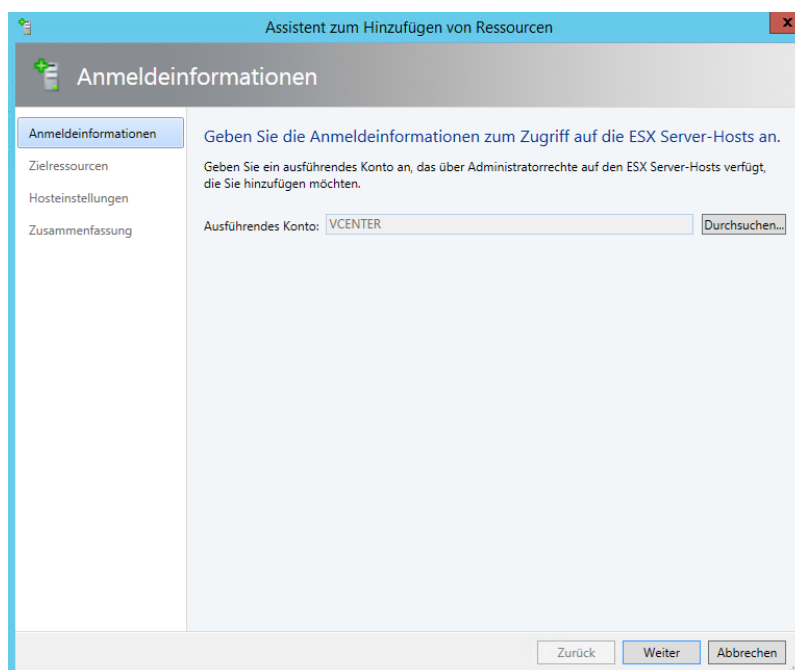 Assistent zum Hinzufügen von Ressourcen
x
Anmeldeinformationen
Anmeldeinformationen
Zielressourcen
Hosteinstellungen
Zusammenfassung
Geben Sie die Anmeldeinformationen zum Zugriff auf die ESX Server-Hosts an.
Geben Sie ein ausführendes Konto an, das über Administratorrechte auf den ESX Server-Hosts verfügt,
die Sie hinzufügen möchten.
Ausführendes Konto: VCENTER Durchsuchen...
Zurück Weiter Abbrechen